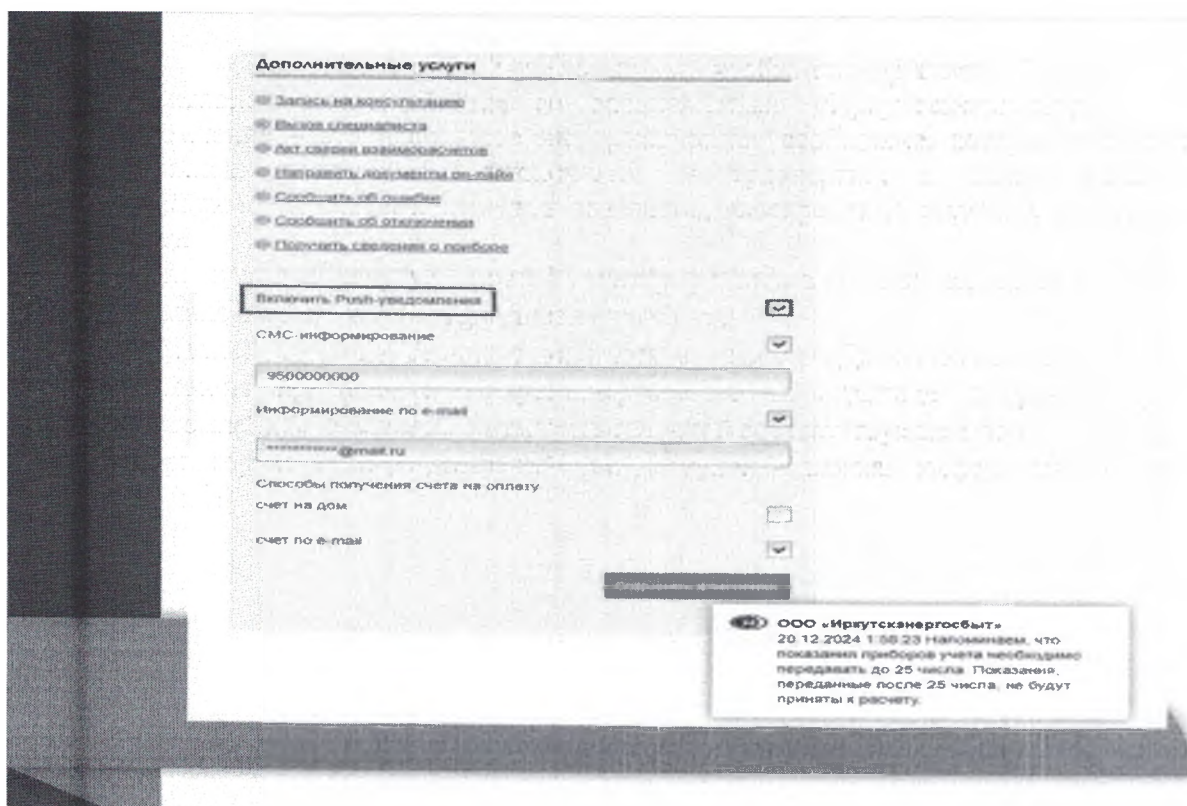 Дополнительные услуги
Запись на консультацию
Вызов специалиста
Акт сверки взаиморасчетов
Направить документы он-лайн
Сообщить об ошибке
Сообщить об отключении
Получить сведения о приборе
Включить Push-уведомления
СМС-информирование
9500000000
Информирование по e-mail
***********@mail.ru
Способы получения счета на оплату
счет на дом
счет по e-mail
Сохранить изменения
ООО «Иркутскэнергосбыт»
20.12.2024 1:58:23 Напоминаем, что
показания приборов учета необходимо
передавать до 25 числа. Показания,
переданные после 25 числа, не будут
приняты к расчету.